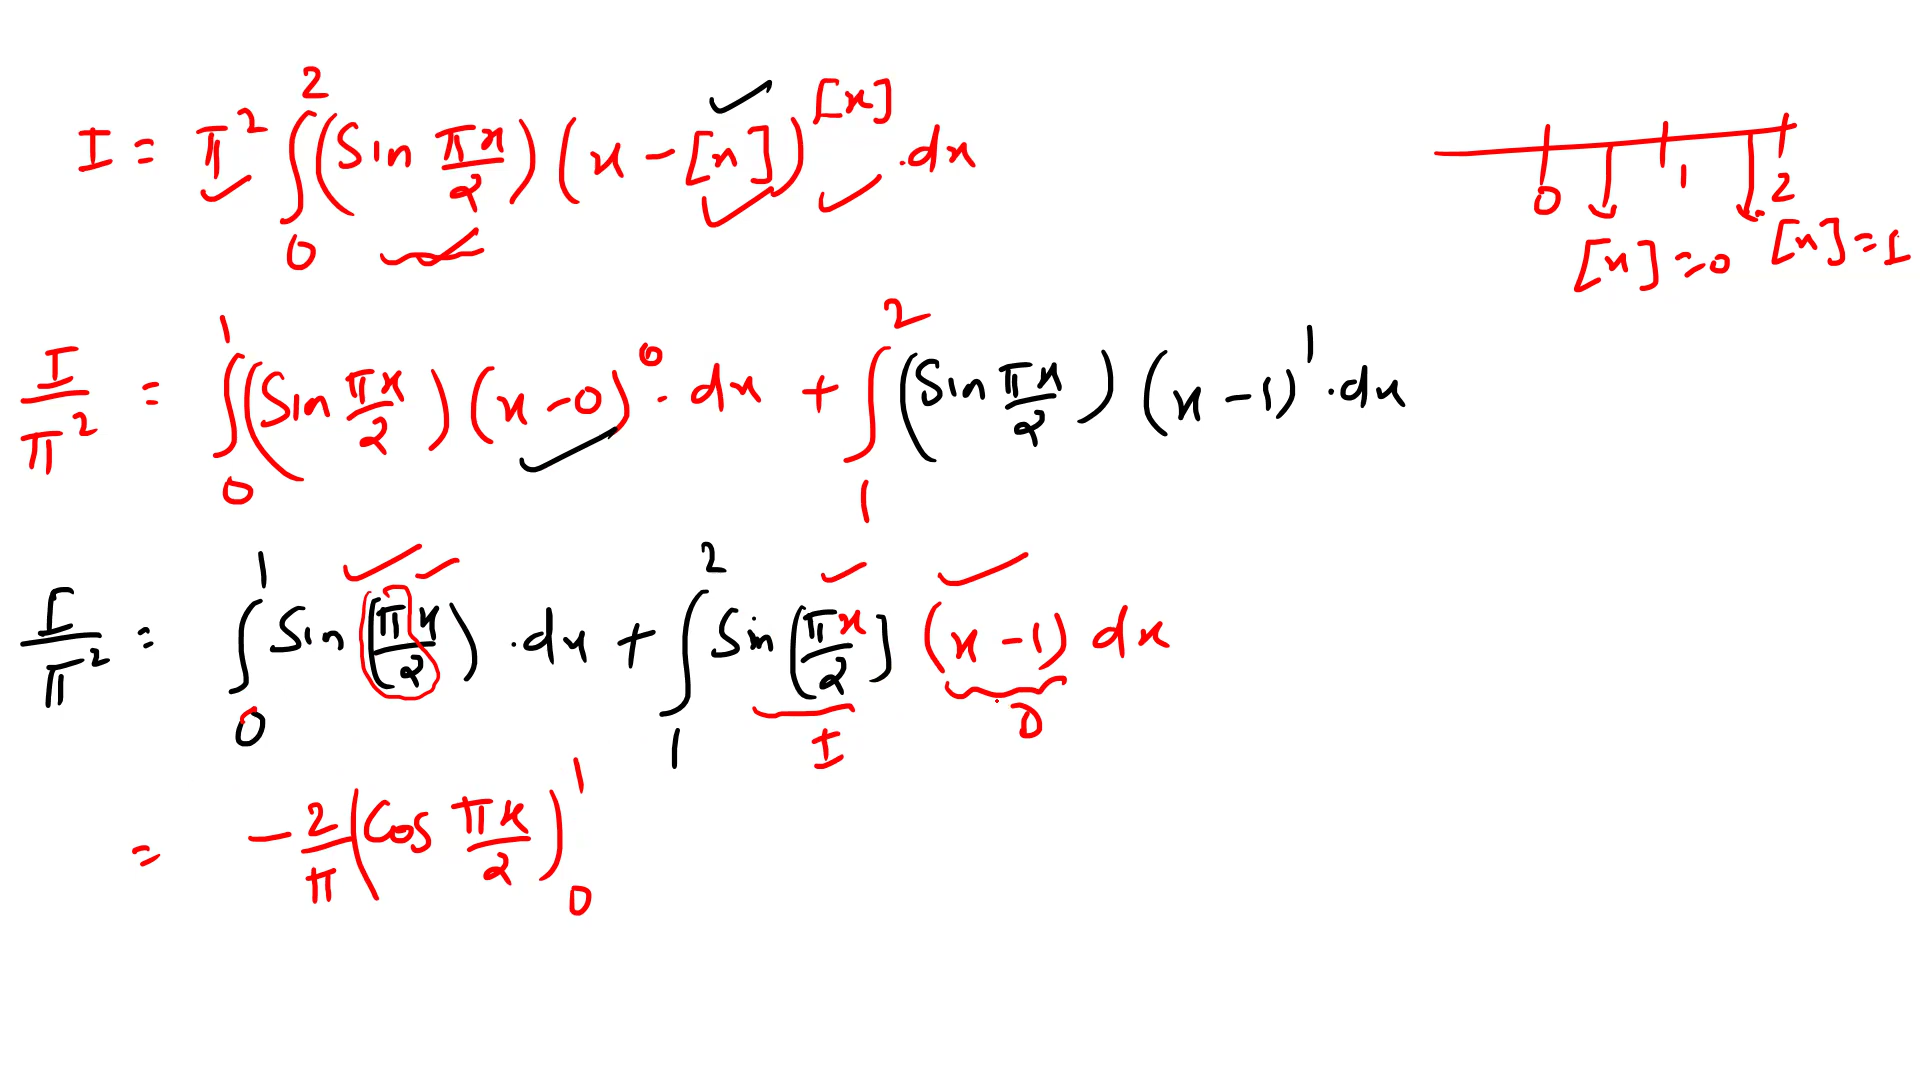 I = π² ∫₀² (Sin πx/2) (x - [x])^[x] . dx
0 1 2
[x] = 0 [x] = 1
I/π² = ∫₀¹ (Sin πx/2) (x - 0)⁰ . dx + ∫₁² (Sin πx/2) (x - 1)¹ . dx
I/π² = ∫₀¹ Sin (πx/2) . dx + ∫₁² Sin (πx/2) (x - 1) dx
I D
= - 2/π (Cos πx/2)₀¹